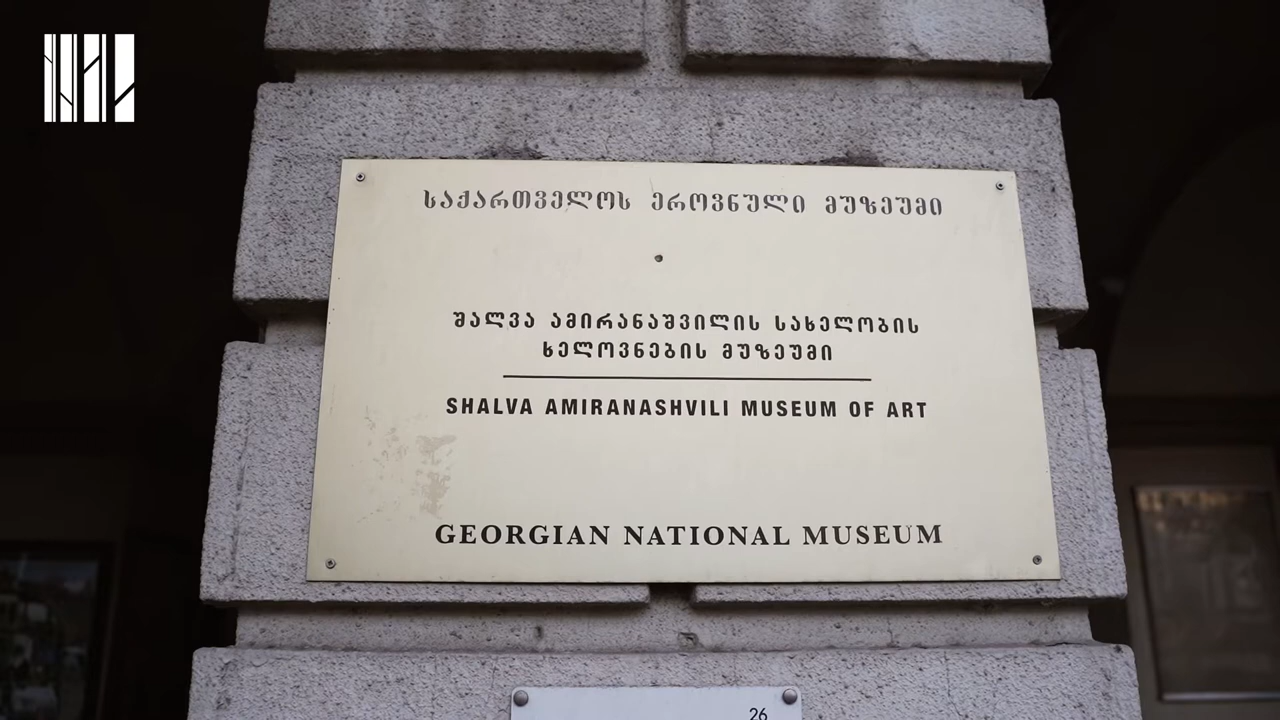 საქართველოს ეროვნული მუზეუმი
შალვა ამირანაშვილის სახელობის
ხელოვნების მუზეუმი
SHALVA AMIRANASHVILI MUSEUM OF ART
GEORGIAN NATIONAL MUSEUM
26